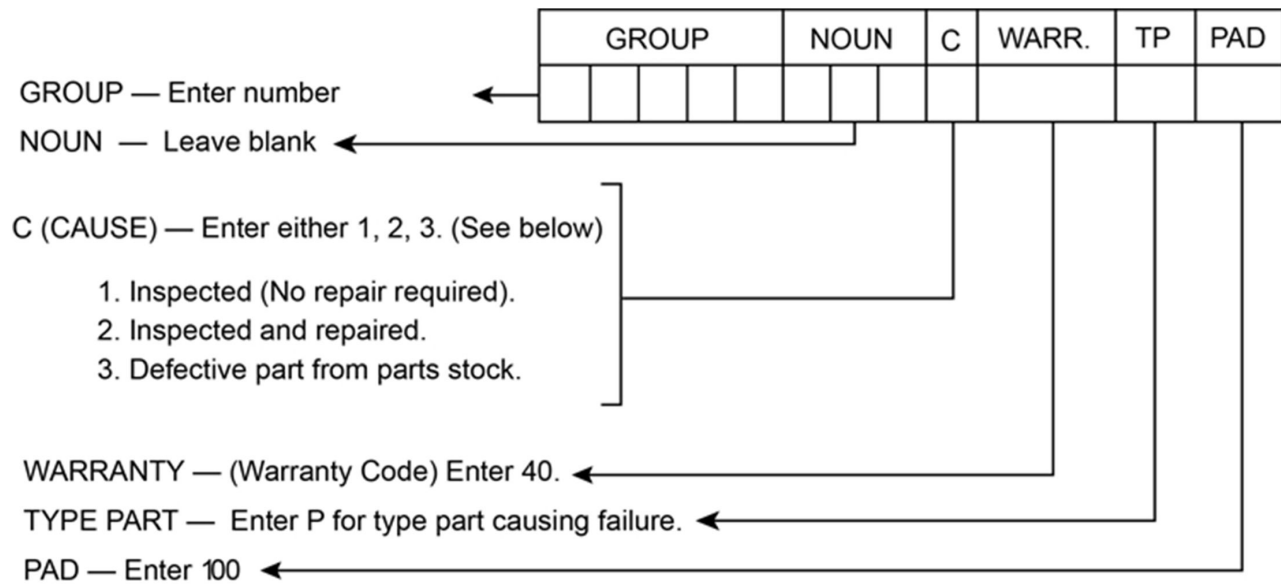 GROUP NOUN C WARR. TP PAD
GROUP — Enter number
NOUN — Leave blank
C (CAUSE) — Enter either 1, 2, 3. (See below)
1. Inspected (No repair required).
2. Inspected and repaired.
3. Defective part from parts stock.
WARRANTY — (Warranty Code) Enter 40.
TYPE PART — Enter P for type part causing failure.
PAD — Enter 100